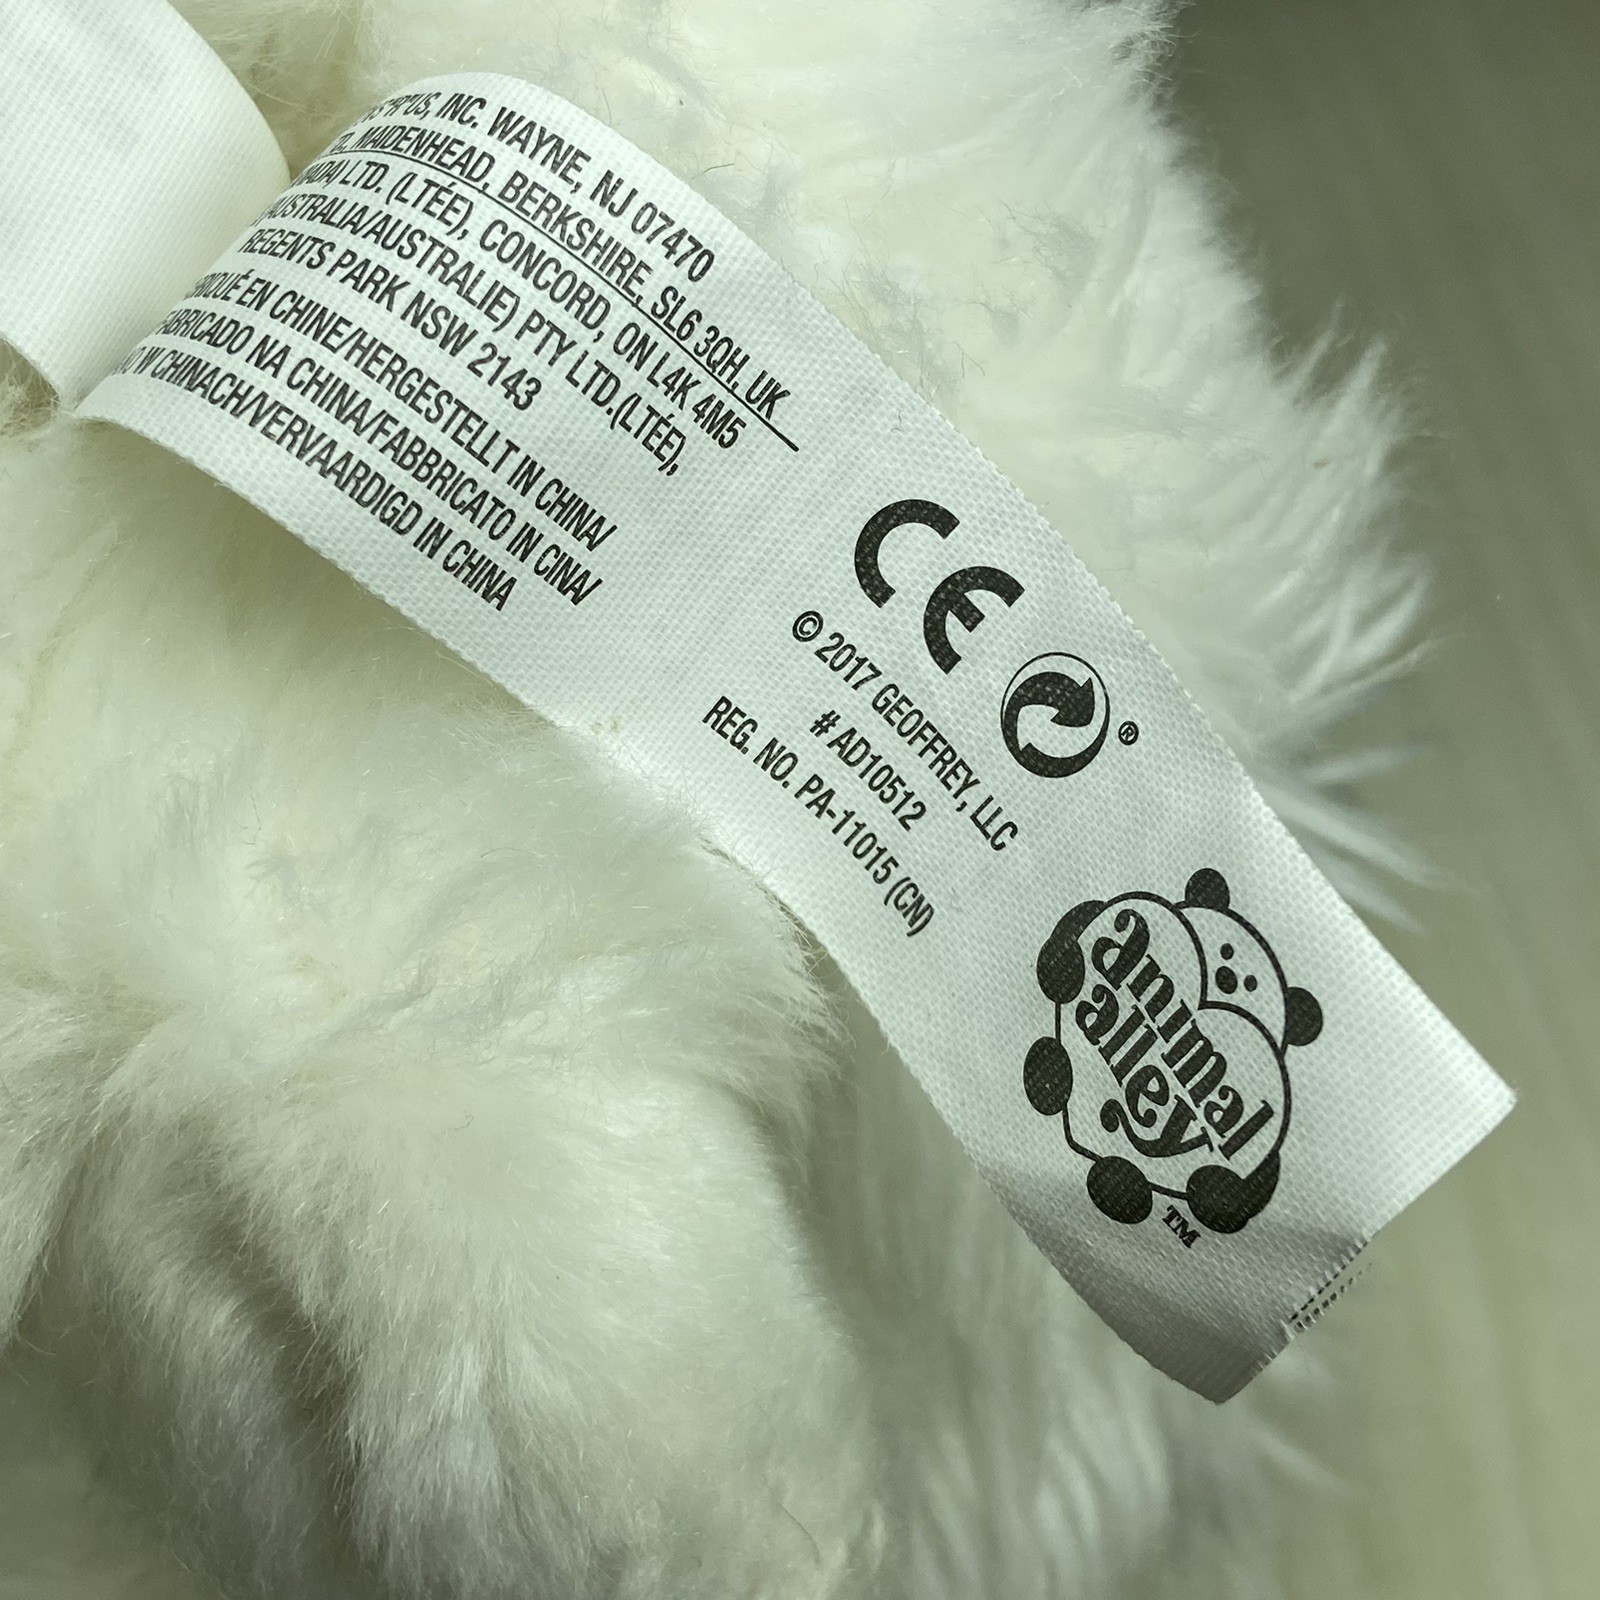 "R"US, INC. WAYNE, NJ 07470
MAIDENHEAD, BERKSHIRE, SL6 3QH, UK
LTD. (LTÉE), CONCORD, ON L4K 4M5
AUSTRALIA/AUSTRALIE) PTY LTD.(LTÉE),
REGENTS PARK NSW 2143
EN CHINE/HERGESTELLT IN CHINA/
FABRICADO NA CHINA/FABBRICATO IN CINA/
W CHINACH/VERVAARDIGD IN CHINA
CE
© 2017 GEOFFREY, LLC
# AD10512
REG. NO. PA-11015 (CN)
®
animal
alley
TM